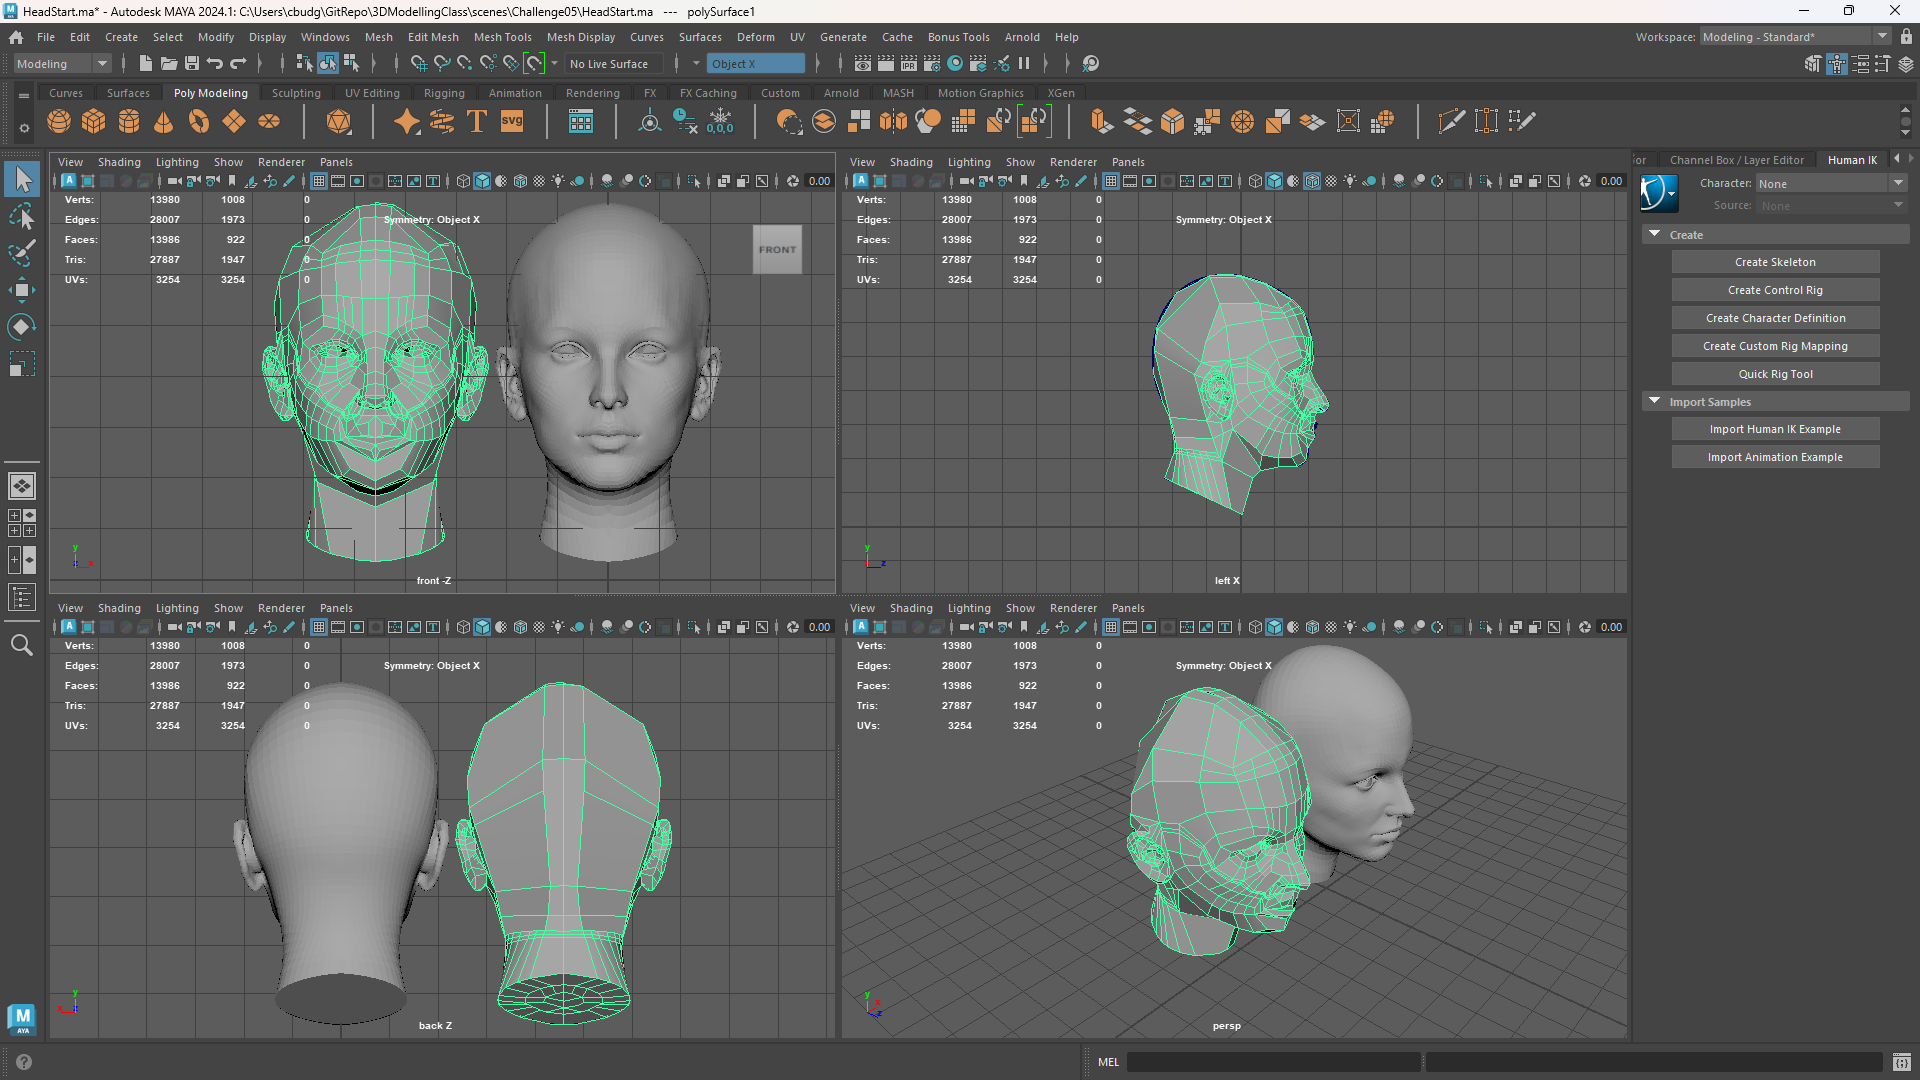 HeadStart.ma* - Autodesk MAYA 2024.1: C:\Users\cbudg\GitRepo\3DModellingClass\scenes\Challenge05\HeadStart.ma --- polySurface1
File Edit Create Select Modify Display Windows Mesh Edit Mesh Mesh Tools Mesh Display Curves Surfaces Deform UV Generate Cache Bonus Tools Arnold Help
Workspace: Modeling - Standard*
Modeling No Live Surface Object X
IPR
Curves Surfaces Poly Modeling Sculpting UV Editing Rigging Animation Rendering FX FX Caching Custom Arnold MASH Motion Graphics XGen
SVG 0,0,0
View Shading Lighting Show Renderer Panels
0.00
Verts: 13980 1008 0
Edges: 28007 1973 0
Faces: 13986 922 0
Tris: 27887 1947 0
UVs: 3254 3254 0
Symmetry: Object X
FRONT
y
x
z
front -Z
View Shading Lighting Show Renderer Panels
0.00
Verts: 13980 1008 0
Edges: 28007 1973 0
Faces: 13986 922 0
Tris: 27887 1947 0
UVs: 3254 3254 0
Symmetry: Object X
y
z
left X
or Channel Box / Layer Editor Human IK
Character: None
Source: None
Create
Create Skeleton
Create Control Rig
Create Character Definition
Create Custom Rig Mapping
Quick Rig Tool
Import Samples
Import Human IK Example
Import Animation Example
View Shading Lighting Show Renderer Panels
0.00
Verts: 13980 1008 0
Edges: 28007 1973 0
Faces: 13986 922 0
Tris: 27887 1947 0
UVs: 3254 3254 0
Symmetry: Object X
y
x
back Z
View Shading Lighting Show Renderer Panels
0.00
Verts: 13980 1008 0
Edges: 28007 1973 0
Faces: 13986 922 0
Tris: 27887 1947 0
UVs: 3254 3254 0
Symmetry: Object X
y
x
z
persp
M
AYA
MEL